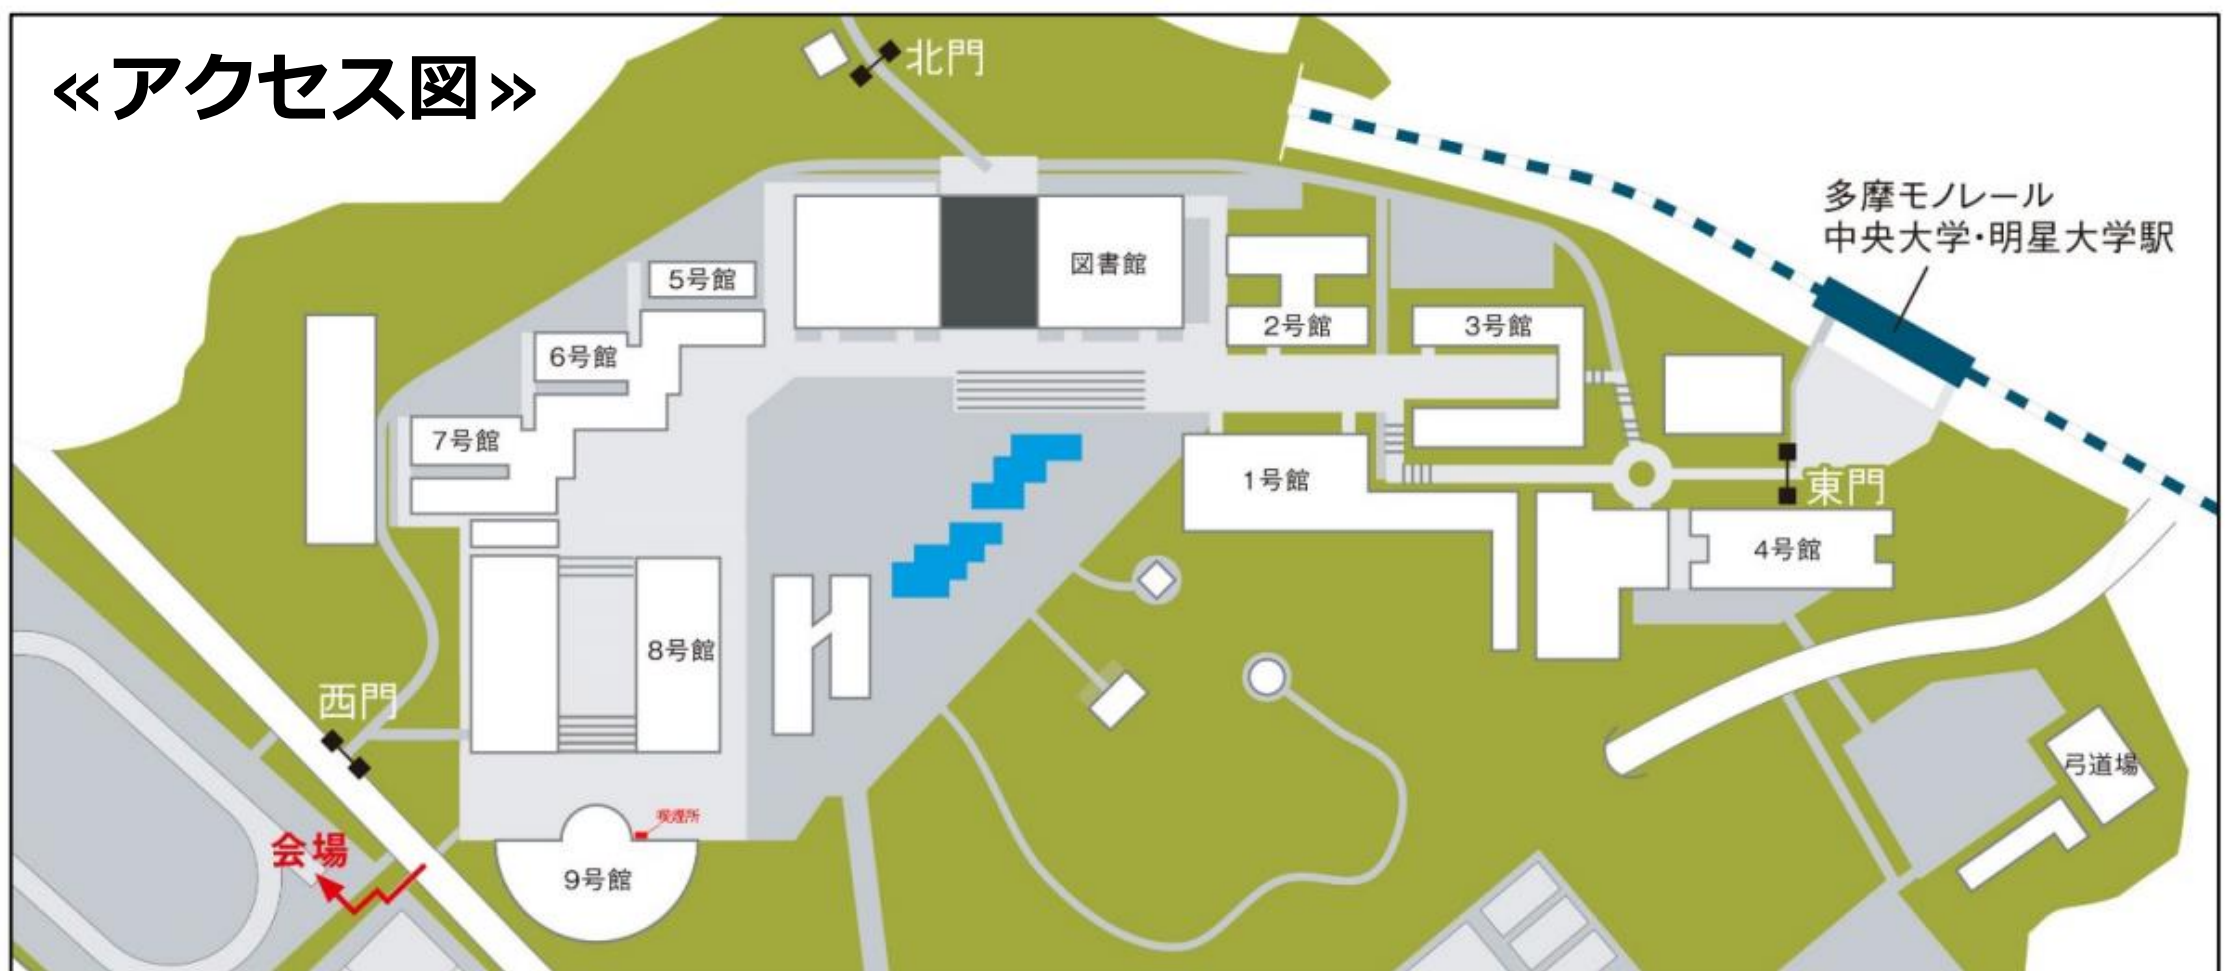 ≪アクセス図≫
北門
多摩モノレール
中央大学・明星大学駅
図書館
5号館
2号館
3号館
6号館
7号館
1号館
東門
4号館
8号館
西門
弓道場
喫煙所
会場
9号館